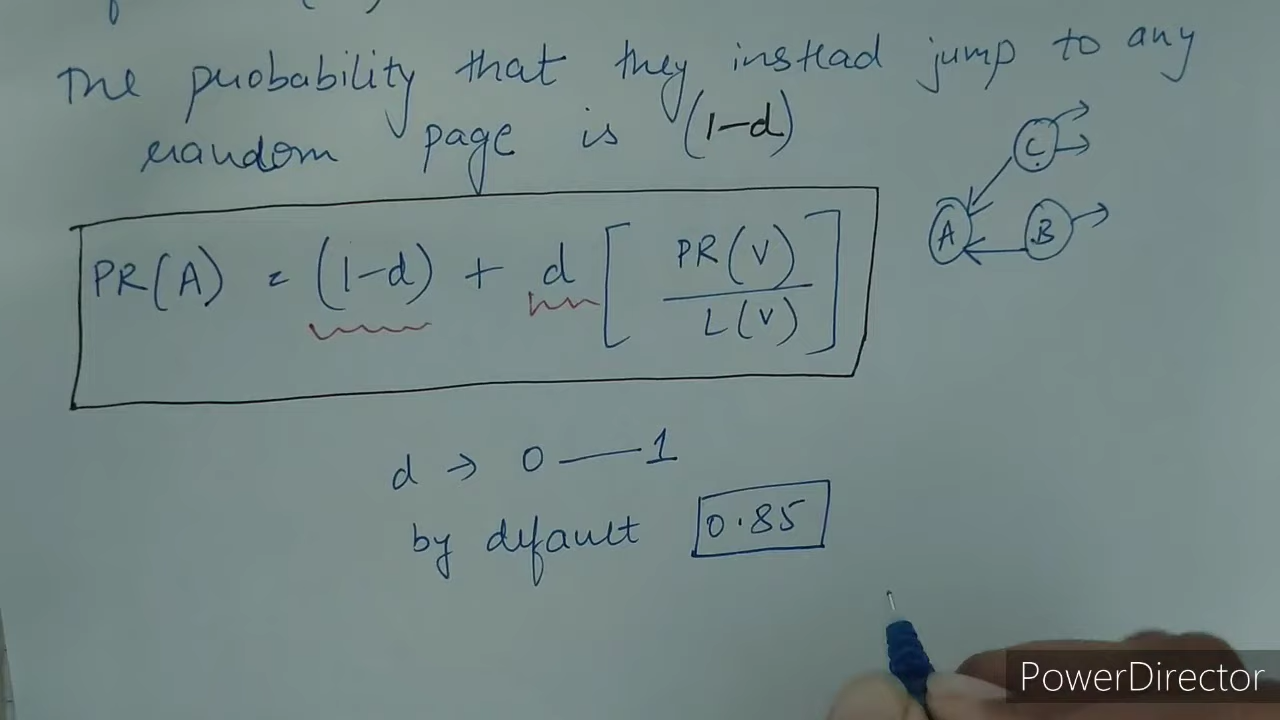 The probability that they instead jump to any
random page is (1-d)
C
A B
PR(A) = (1-d) + d [ PR(V) / L(V) ]
d → 0 — 1
by default 0.85
PowerDirector